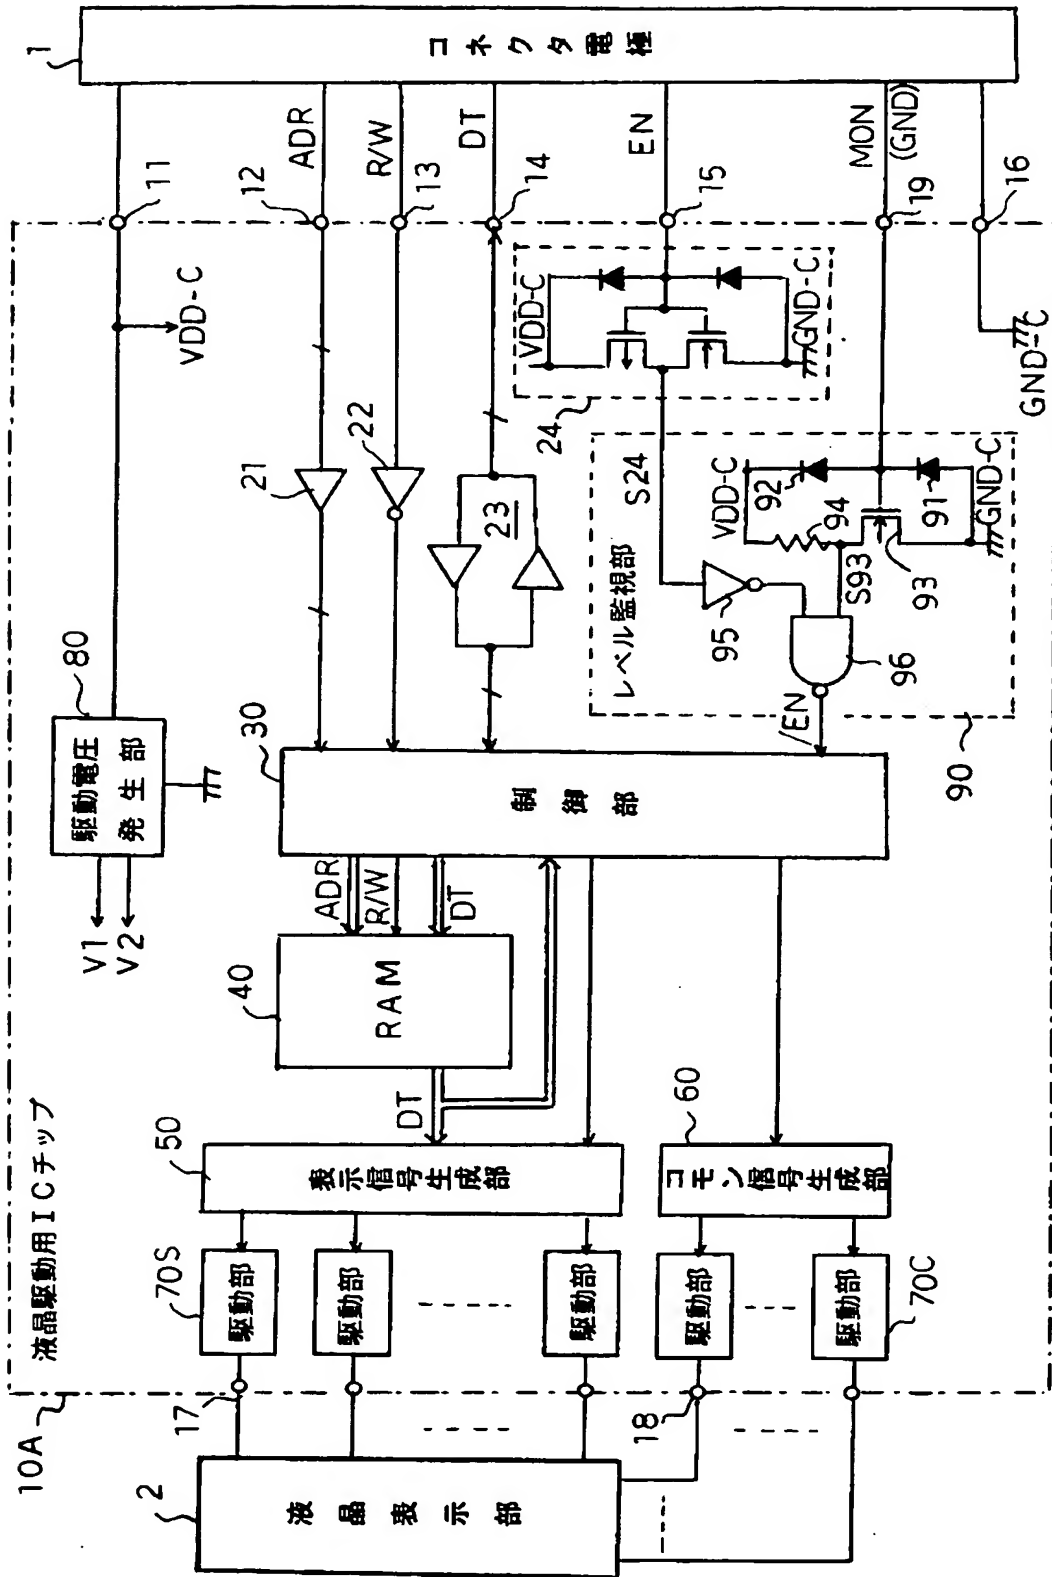 10A
液晶駆動用ICチップ
2
液晶表示部
17
18
70S
駆動部
駆動部
駆動部
駆動部
駆動部
70C
50
表示信号生成部
60
コモン信号生成部
DT
40
RAM
ADR
R/W
DT
V1
V2
80
駆動電圧
発生部
30
制御部
/EN
90
レベル監視部
21
22
23
24
S24
95
96
S93
93
94
VDD-C
92
91
GND-C
VDD-C
GND-C
VDD-C
GND-C
11
12
13
14
15
19
16
ADR
R/W
DT
EN
MON
(GND)
1
コネクタ電極